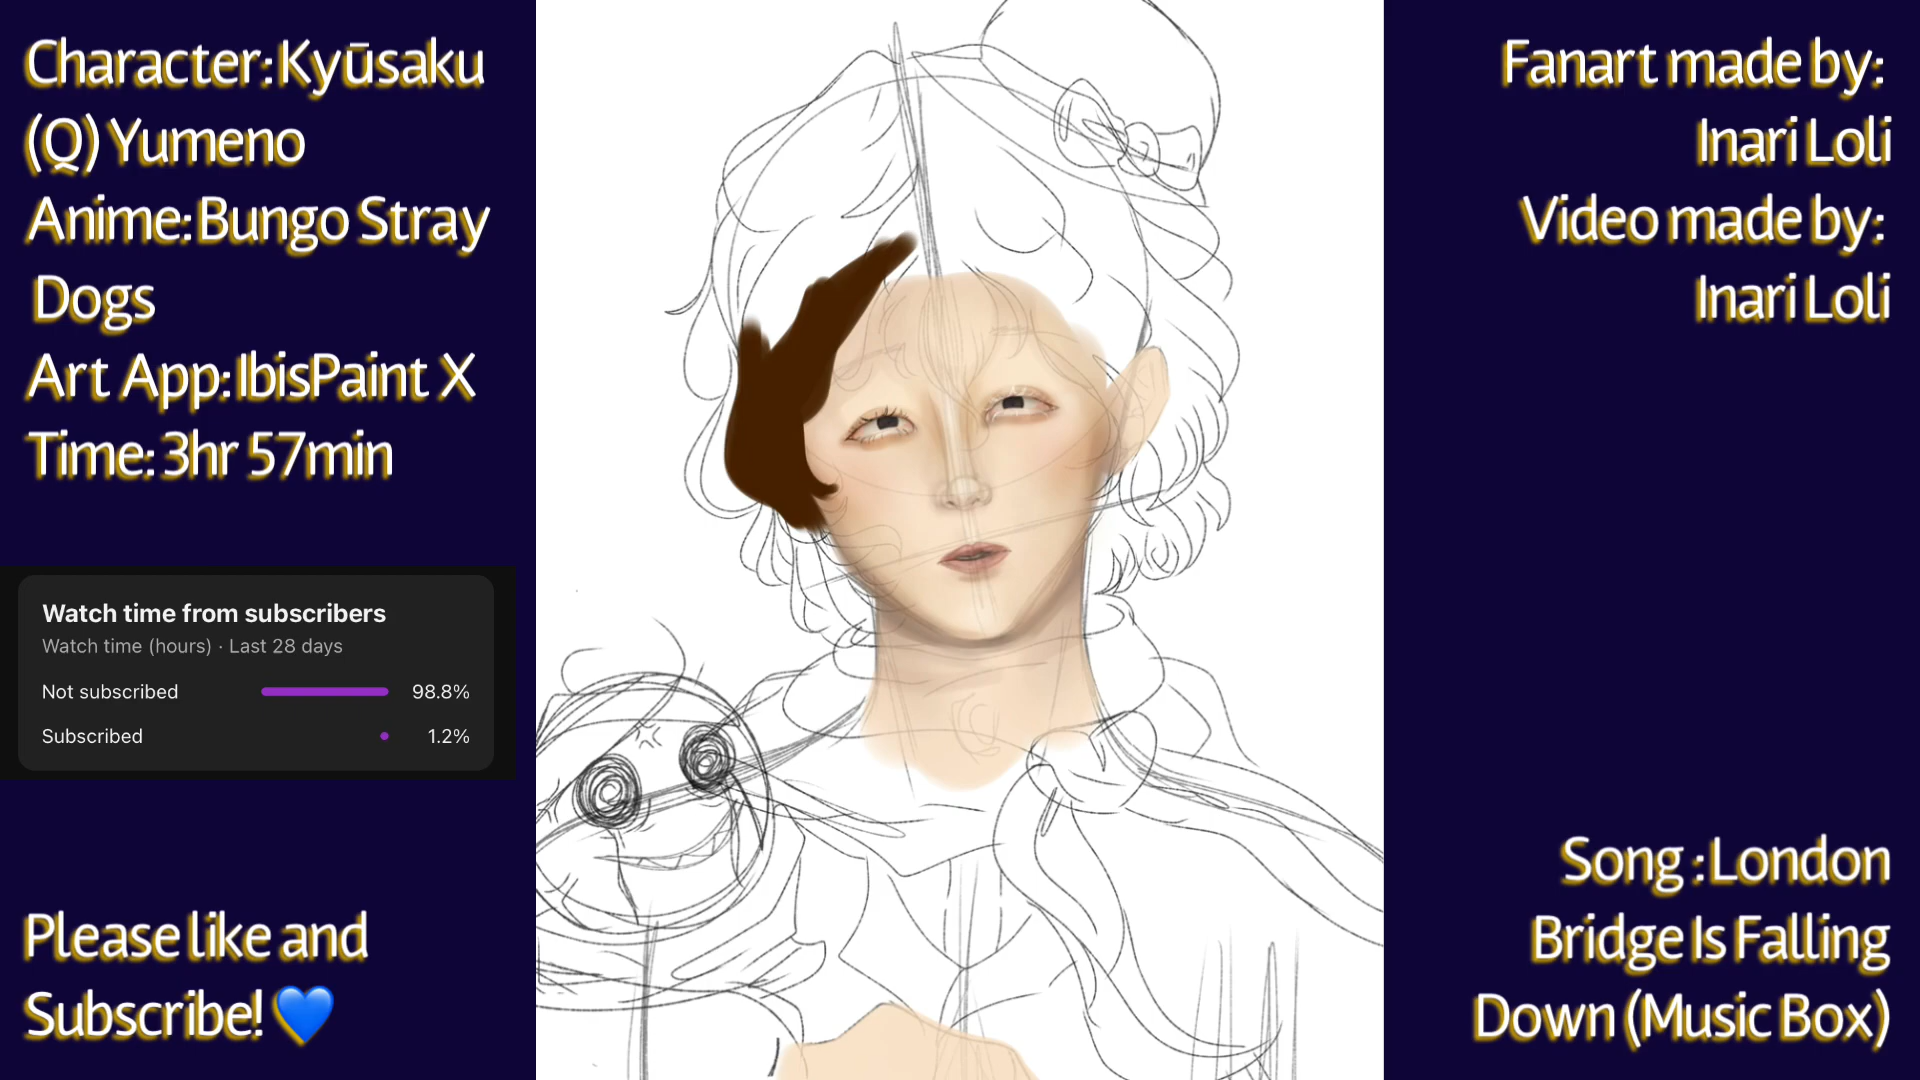 Character: Kyūsaku
(Q) Yumeno
Anime: Bungo Stray
Dogs
Art App: IbisPaint X
Time: 3hr 57min
Watch time from subscribers
Watch time (hours) · Last 28 days
Not subscribed 98.8%
Subscribed 1.2%
Please like and
Subscribe! 💙
Fanart made by:
Inari Loli
Video made by:
Inari Loli
Song : London
Bridge Is Falling
Down (Music Box)